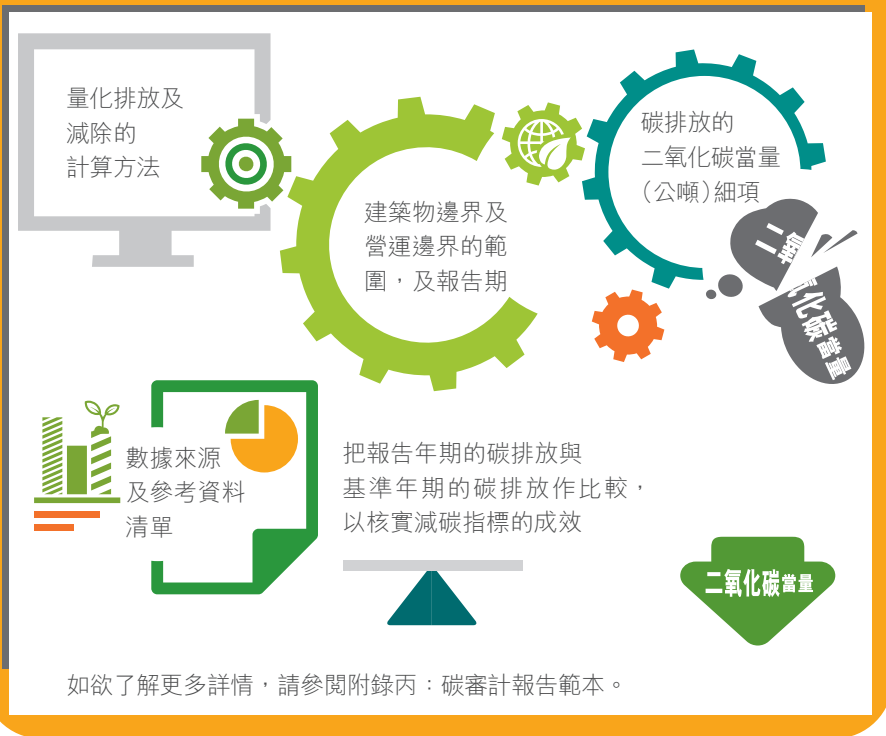 量化排放及
減除的
計算方法
建築物邊界及
營運邊界的範
圍，及報告期
碳排放的
二氧化碳當量
（公噸）細項
二氧化碳當量
數據來源
及參考資料
清單
把報告年期的碳排放與
基準年期的碳排放作比較，
以核實減碳指標的成效
二氧化碳當量
如欲了解更多詳情，請參閱附錄丙：碳審計報告範本。